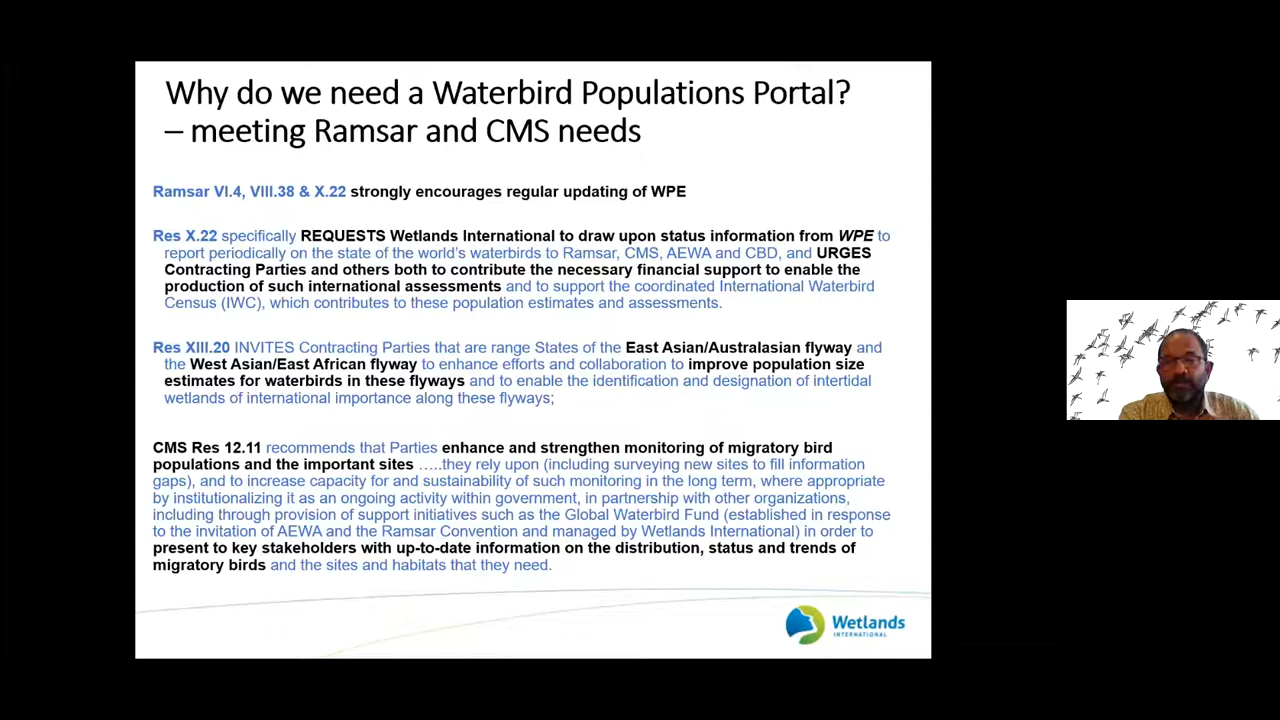 Why do we need a Waterbird Populations Portal?
– meeting Ramsar and CMS needs
Ramsar VI.4, VIII.38 & X.22 strongly encourages regular updating of WPE
Res X.22 specifically REQUESTS Wetlands International to draw upon status information from WPE to
report periodically on the state of the world's waterbirds to Ramsar, CMS, AEWA and CBD, and URGES
Contracting Parties and others both to contribute the necessary financial support to enable the
production of such international assessments and to support the coordinated International Waterbird
Census (IWC), which contributes to these population estimates and assessments.
Res XIII.20 INVITES Contracting Parties that are range States of the East Asian/Australasian flyway and
the West Asian/East African flyway to enhance efforts and collaboration to improve population size
estimates for waterbirds in these flyways and to enable the identification and designation of intertidal
wetlands of international importance along these flyways;
CMS Res 12.11 recommends that Parties enhance and strengthen monitoring of migratory bird
populations and the important sites …..they rely upon (including surveying new sites to fill information
gaps), and to increase capacity for and sustainability of such monitoring in the long term, where appropriate
by institutionalizing it as an ongoing activity within government, in partnership with other organizations,
including through provision of support initiatives such as the Global Waterbird Fund (established in response
to the invitation of AEWA and the Ramsar Convention and managed by Wetlands International) in order to
present to key stakeholders with up-to-date information on the distribution, status and trends of
migratory birds and the sites and habitats that they need.
Wetlands
INTERNATIONAL